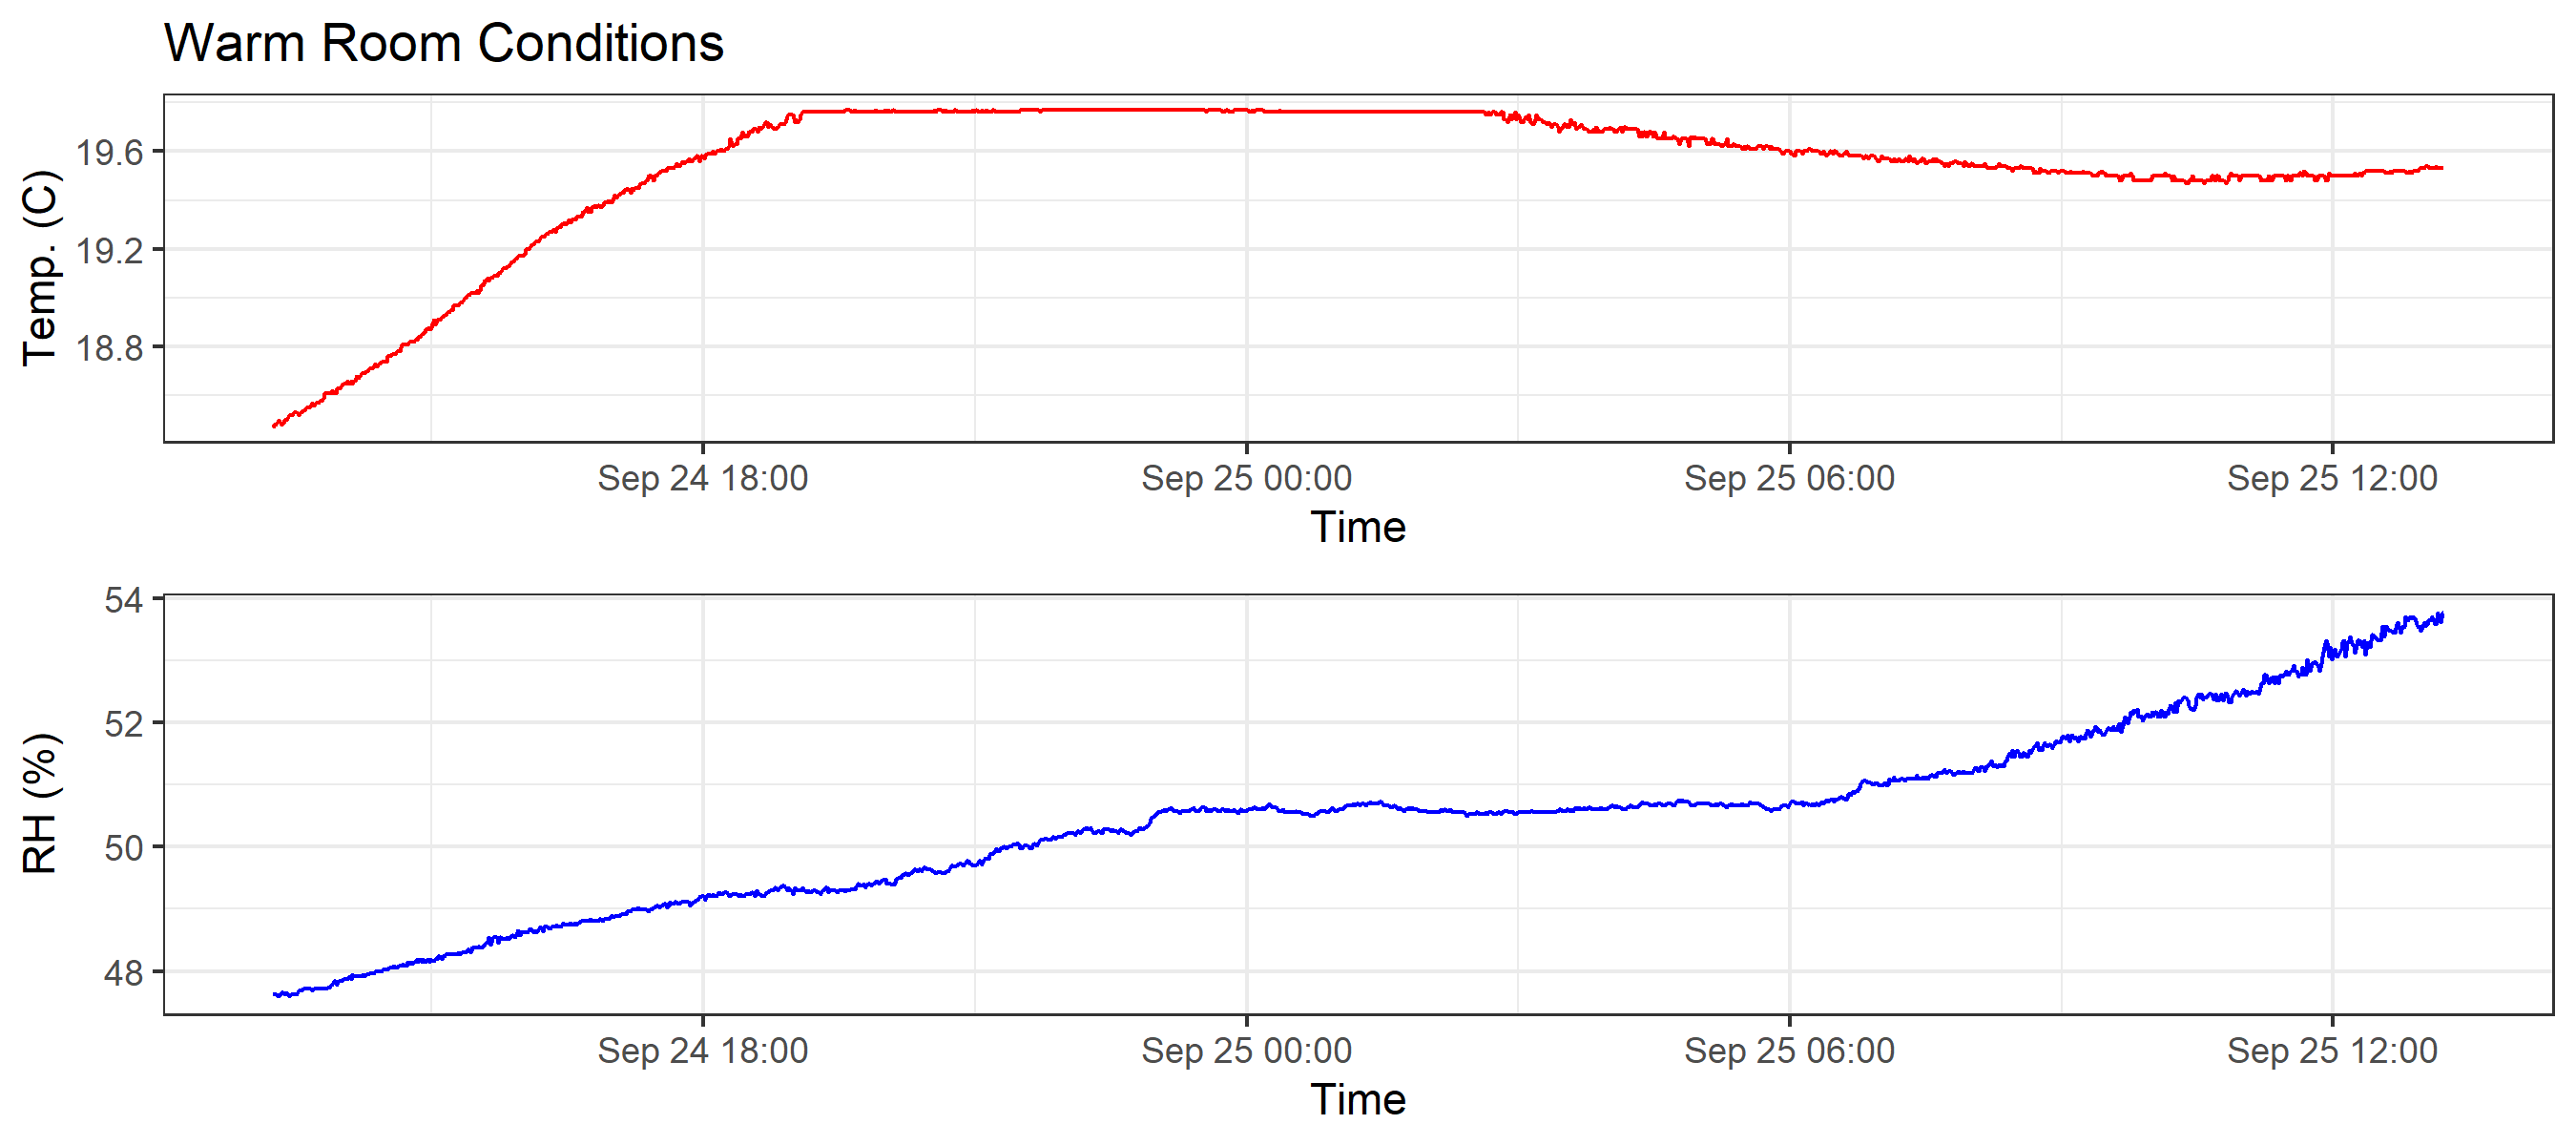 Warm Room Conditions
Temp. (C)
19.6
19.2
18.8
Sep 24 18:00 Sep 25 00:00 Sep 25 06:00 Sep 25 12:00
Time
RH (%)
54
52
50
48
Sep 24 18:00 Sep 25 00:00 Sep 25 06:00 Sep 25 12:00
Time